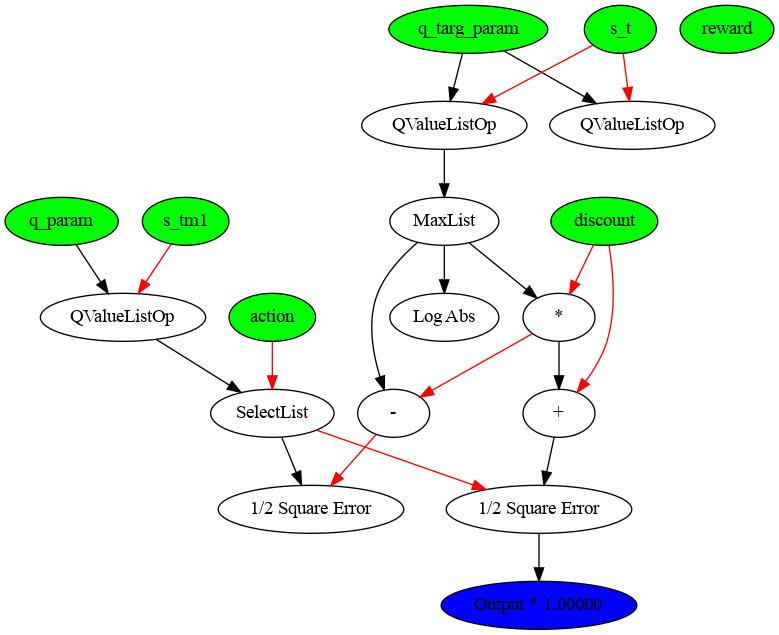 q_targ_param
s_t
reward
QValueListOp
QValueListOp
q_param
s_tm1
MaxList
discount
QValueListOp
action
Log Abs
*
SelectList
-
+
1/2 Square Error
1/2 Square Error
Output * 1.00000